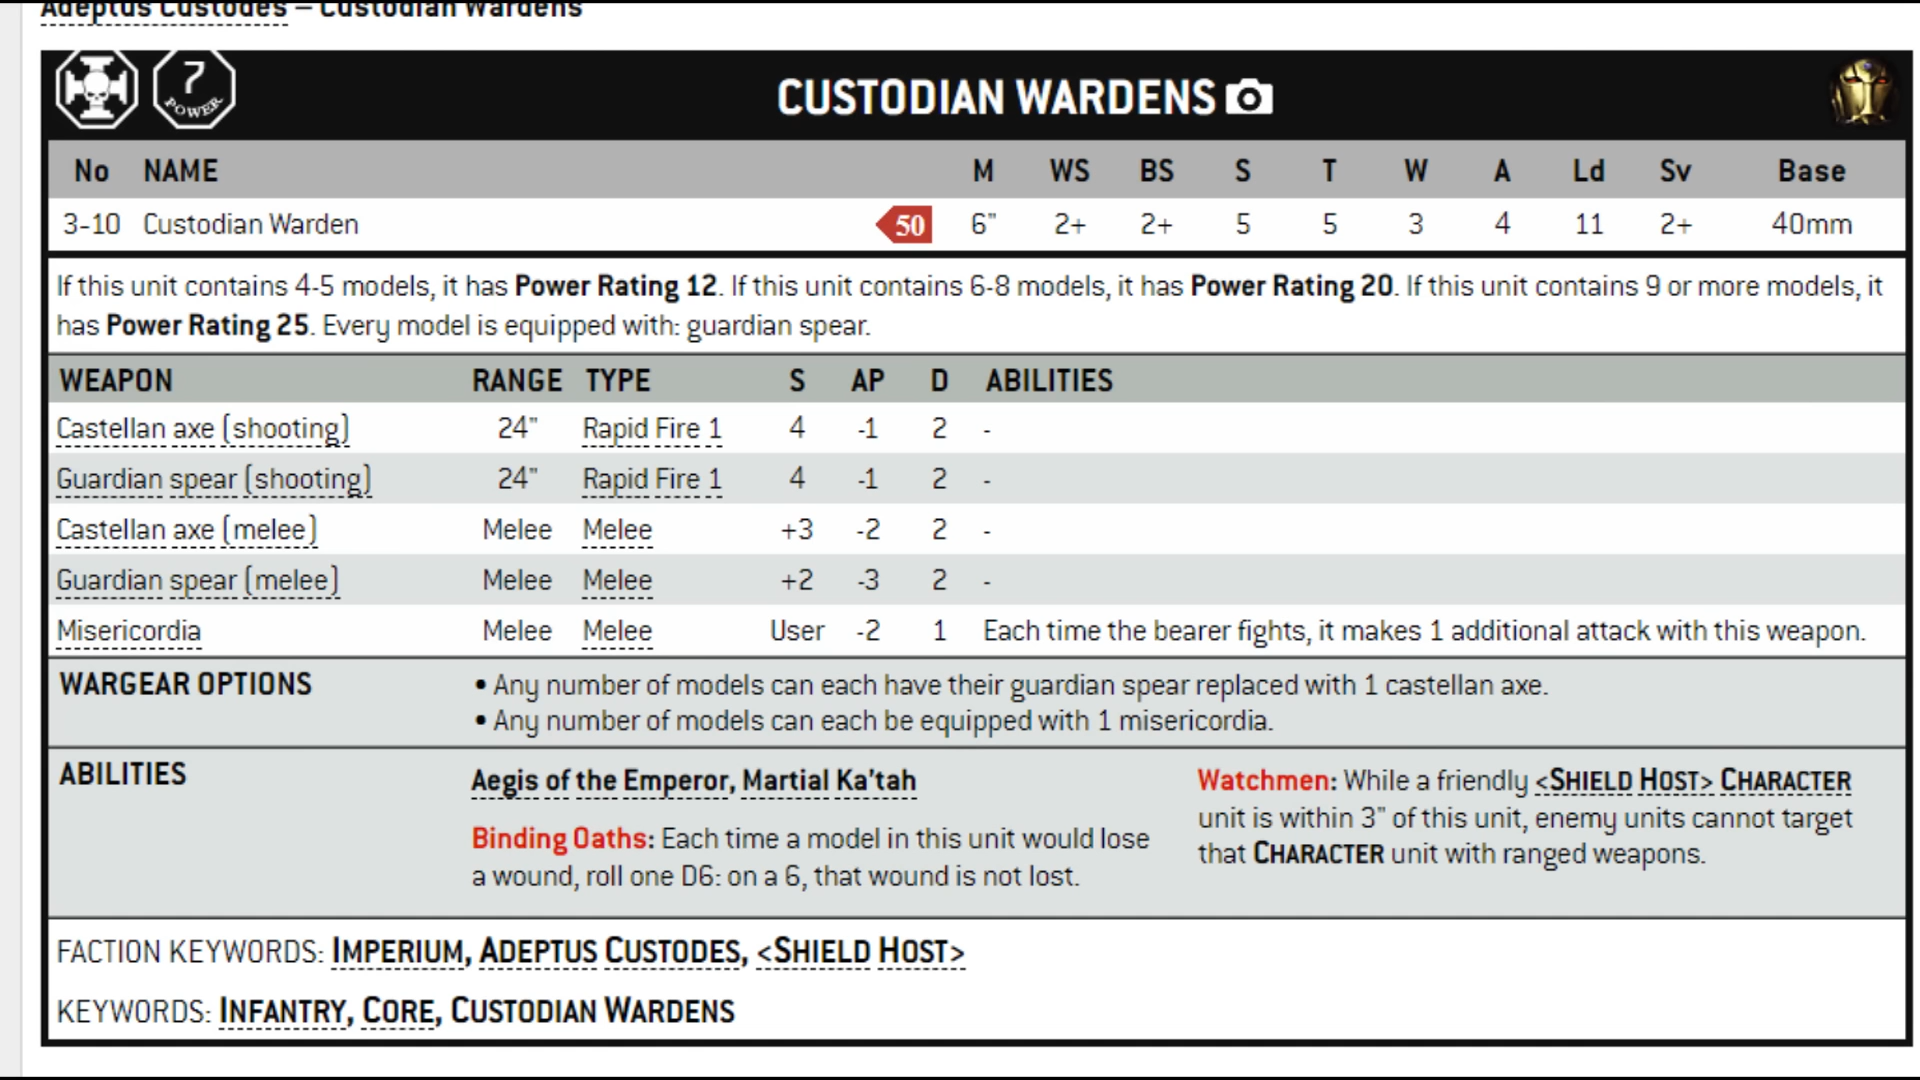 Adeptus Custodes – Custodian Wardens
7
POWER
CUSTODIAN WARDENS
No NAME M WS BS S T W A Ld Sv Base
3-10 Custodian Warden 50 6" 2+ 2+ 5 5 3 4 11 2+ 40mm
If this unit contains 4-5 models, it has Power Rating 12. If this unit contains 6-8 models, it has Power Rating 20. If this unit contains 9 or more models, it
has Power Rating 25. Every model is equipped with: guardian spear.
WEAPON RANGE TYPE S AP D ABILITIES
Castellan axe (shooting) 24" Rapid Fire 1 4 -1 2 -
Guardian spear (shooting) 24" Rapid Fire 1 4 -1 2 -
Castellan axe (melee) Melee Melee +3 -2 2 -
Guardian spear (melee) Melee Melee +2 -3 2 -
Misericordia Melee Melee User -2 1 Each time the bearer fights, it makes 1 additional attack with this weapon.
WARGEAR OPTIONS
• Any number of models can each have their guardian spear replaced with 1 castellan axe.
• Any number of models can each be equipped with 1 misericordia.
ABILITIES
Aegis of the Emperor, Martial Ka'tah
Binding Oaths: Each time a model in this unit would lose
a wound, roll one D6: on a 6, that wound is not lost.
Watchmen: While a friendly <SHIELD HOST> CHARACTER
unit is within 3" of this unit, enemy units cannot target
that CHARACTER unit with ranged weapons.
FACTION KEYWORDS: IMPERIUM, ADEPTUS CUSTODES, <SHIELD HOST>
KEYWORDS: INFANTRY, CORE, CUSTODIAN WARDENS